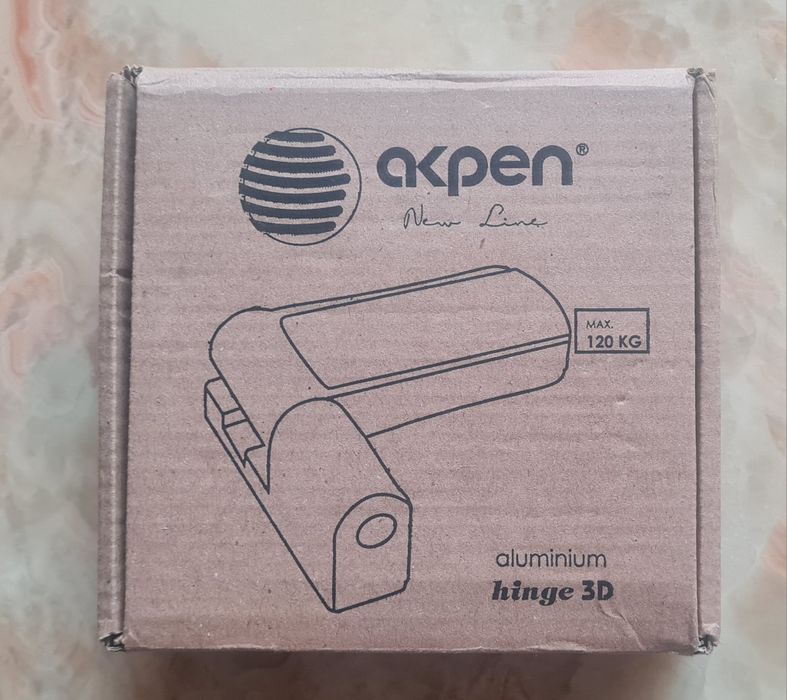 akpen®
New Line
MAX.
120 KG
aluminium
hinge 3D